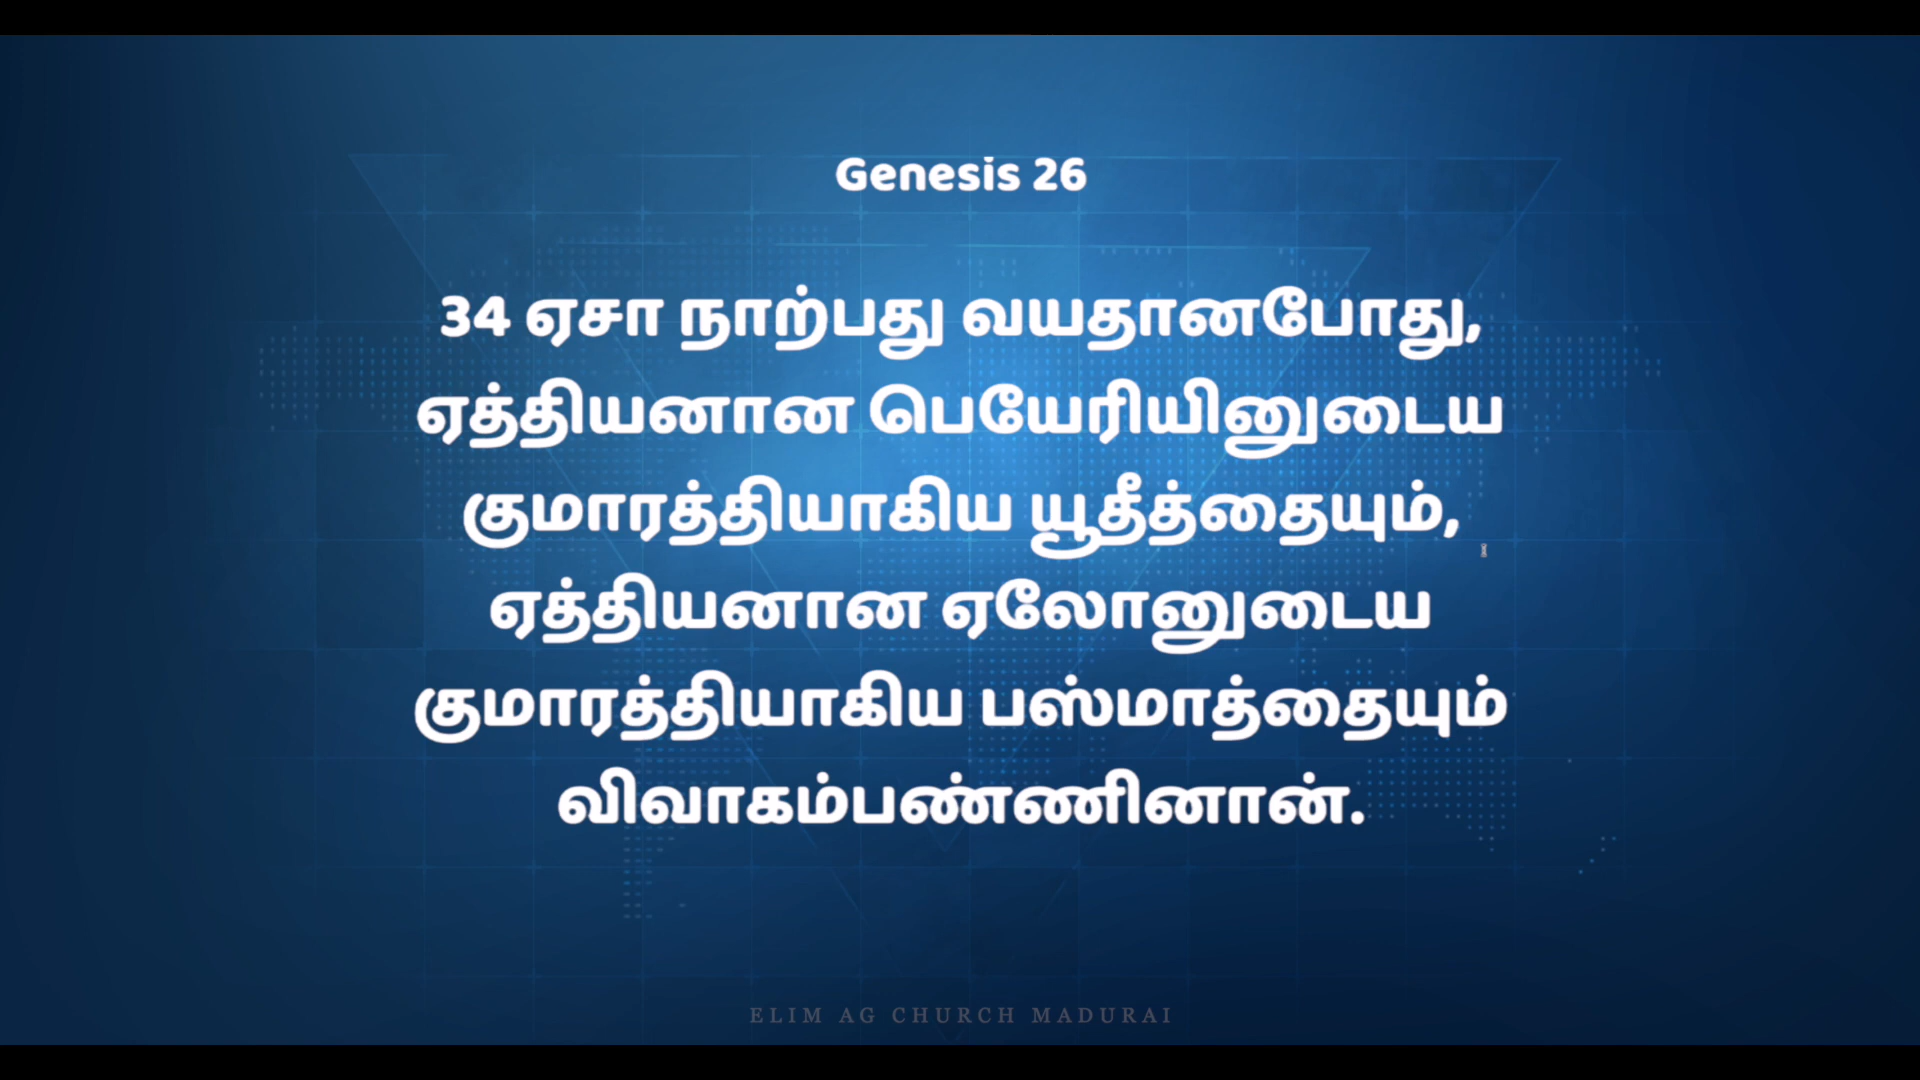 Genesis 26
34 ஏசா நாற்பது வயதானபோது,
ஏத்தியனான பெயேரியினுடைய
குமாரத்தியாகிய யூதீத்தையும்,
ஏத்தியனான ஏலோனுடைய
குமாரத்தியாகிய பஸ்மாத்தையும்
விவாகம்பண்ணினான்.
ELIM AG CHURCH MADURAI